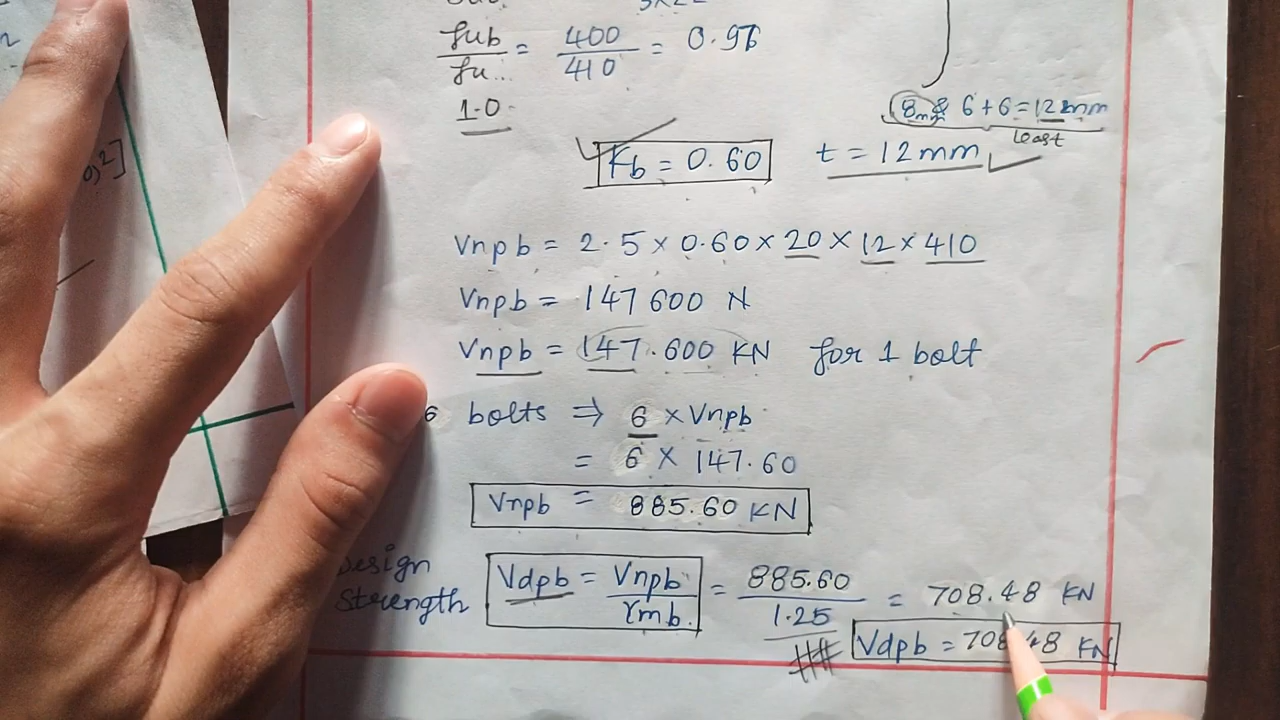 fub/fu.. = 400/410 = 0.96
1.0
8mm & 6+6=12mm
least
Kb = 0.60
t = 12mm
Vnpb = 2.5 × 0.60 × 20 × 12 × 410
Vnpb = 147600 N
Vnpb = 147.600 KN for 1 bolt
6 bolts ⇒ 6 × Vnpb
= 6 × 147.60
Vnpb = 885.60 KN
Design Strength
Vdpb = Vnpb/γmb. = 885.60/1.25 = 708.48 KN
Vdpb = 708.48 KN